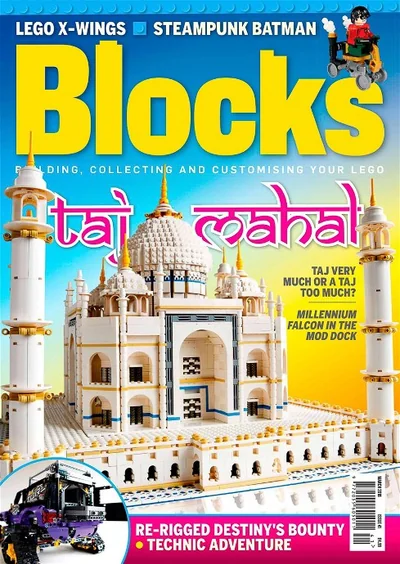 LEGO X-WINGS STEAMPUNK BATMAN
Blocks
BUILDING, COLLECTING AND CUSTOMISING YOUR LEGO
taj mahal
TAJ VERY
MUCH OR A TAJ
TOO MUCH?
MILLENNIUM
FALCON IN THE
MOD DOCK
RE-RIGGED DESTINY'S BOUNTY
• TECHNIC ADVENTURE